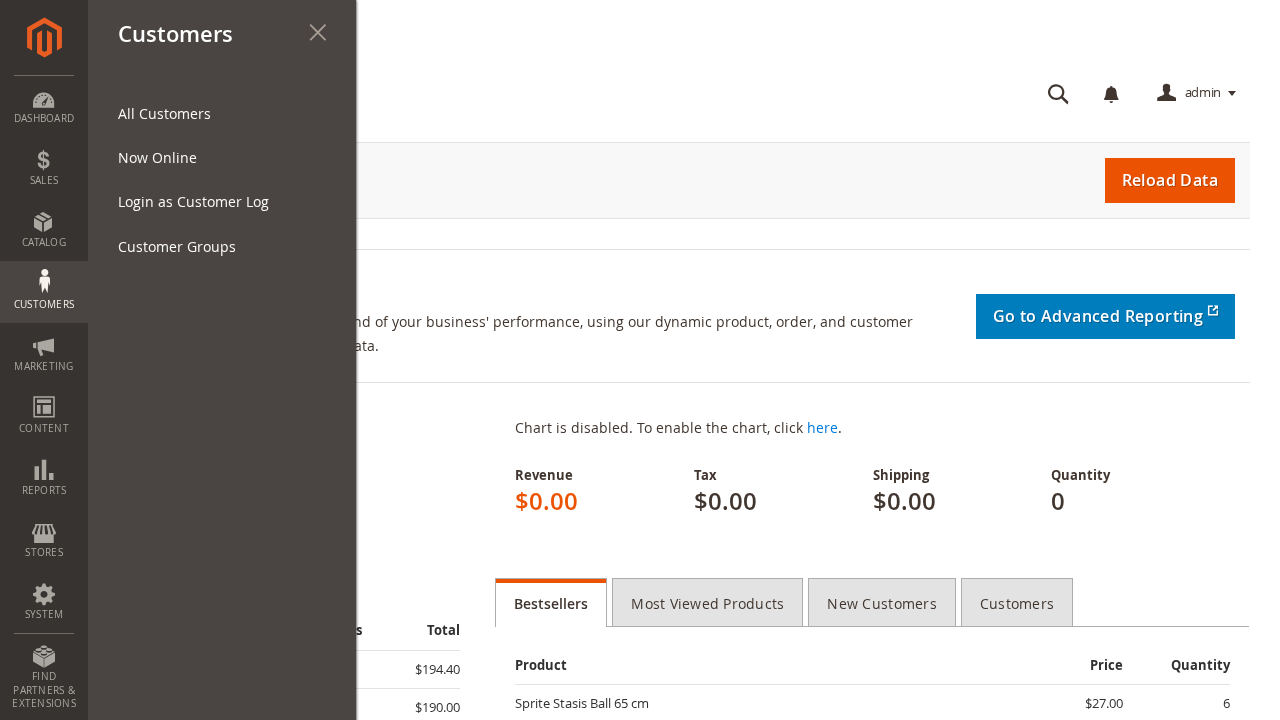 DASHBOARD
SALES
CATALOG
CUSTOMERS
MARKETING
CONTENT
REPORTS
STORES
SYSTEM
FIND
PARTNERS &
EXTENSIONS
Customers
All Customers
Now Online
Login as Customer Log
Customer Groups
admin
Reload Data
nd of your business' performance, using our dynamic product, order, and customer
ata.
Go to Advanced Reporting
Chart is disabled. To enable the chart, click here.
Revenue Tax Shipping Quantity
$0.00 $0.00 $0.00 0
s Total
$194.40
$190.00
Bestsellers Most Viewed Products New Customers Customers
Product Price Quantity
Sprite Stasis Ball 65 cm $27.00 6